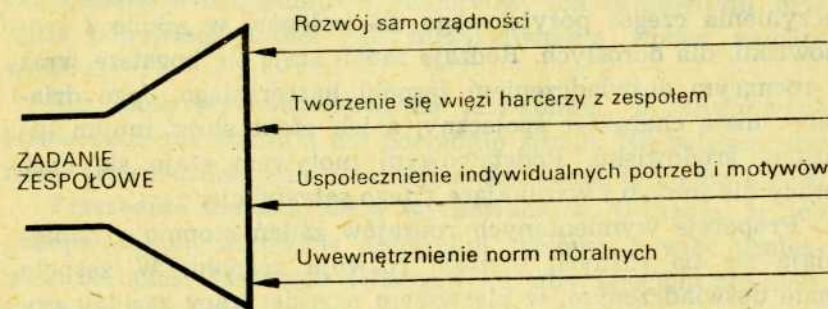 Rozwój samorządności
Tworzenie się więzi harcerzy z zespołem
ZADANIE
ZESPOŁOWE
Uspołecznienie indywidualnych potrzeb i motywów
Uwewnętrznienie norm moralnych